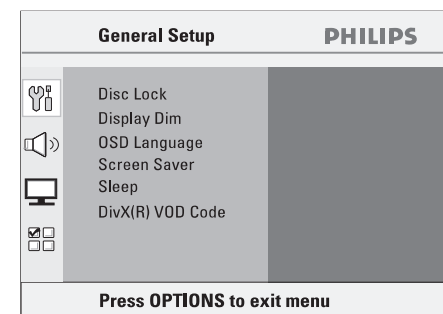 General Setup
PHILIPS
Disc Lock
Display Dim
OSD Language
Screen Saver
Sleep
DivX(R) VOD Code
Press OPTIONS to exit menu